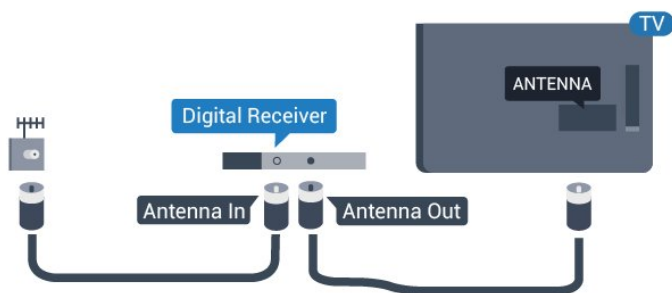 TV
ANTENNA
Digital Receiver
Antenna In
Antenna Out